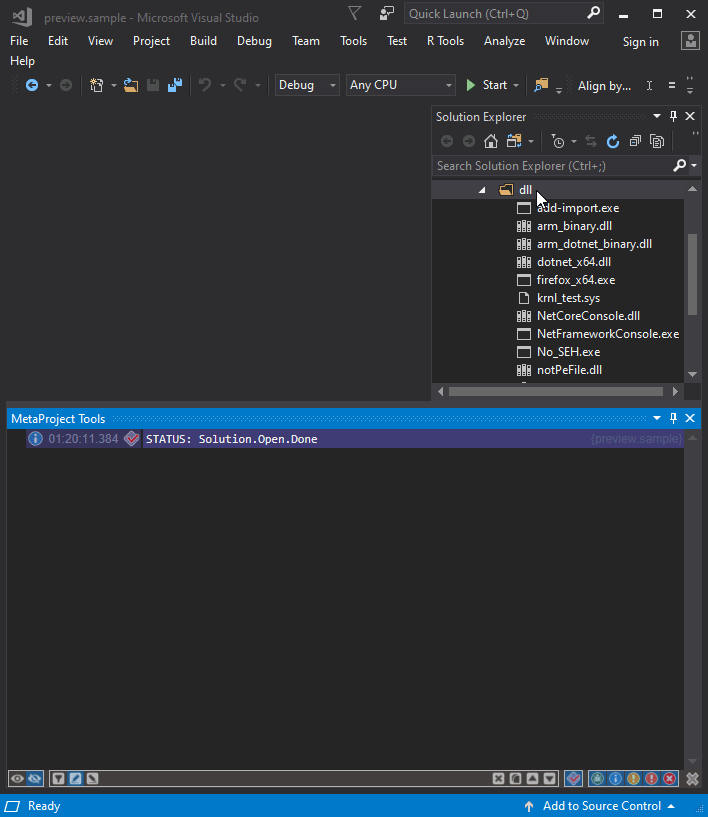 preview.sample - Microsoft Visual Studio
Quick Launch (Ctrl+Q)
File Edit View Project Build Debug Team Tools Test R Tools Analyze Window Sign in
Help
Debug Any CPU Start Align by...
Solution Explorer
Search Solution Explorer (Ctrl+;)
dll
add-import.exe
arm_binary.dll
arm_dotnet_binary.dll
dotnet_x64.dll
firefox_x64.exe
krnl_test.sys
NetCoreConsole.dll
NetFrameworkConsole.exe
No_SEH.exe
notPeFile.dll
MetaProject Tools
01:20:11.384 STATUS: Solution.Open.Done {preview.sample}
Ready Add to Source Control